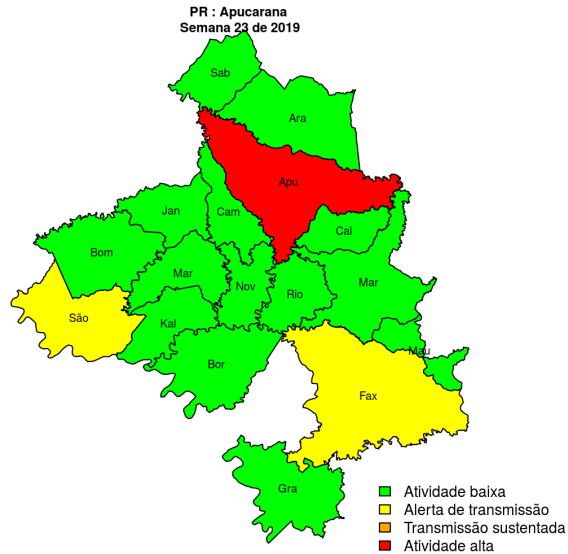 PR : Apucarana
Semana 23 de 2019
Sab
Ara
Apu
Jan
Cam
Cal
Bom
Mar
Nov
Rio
Mar
São
Kal
Mau
Bor
Fax
Gra
Atividade baixa
Alerta de transmissão
Transmissão sustentada
Atividade alta